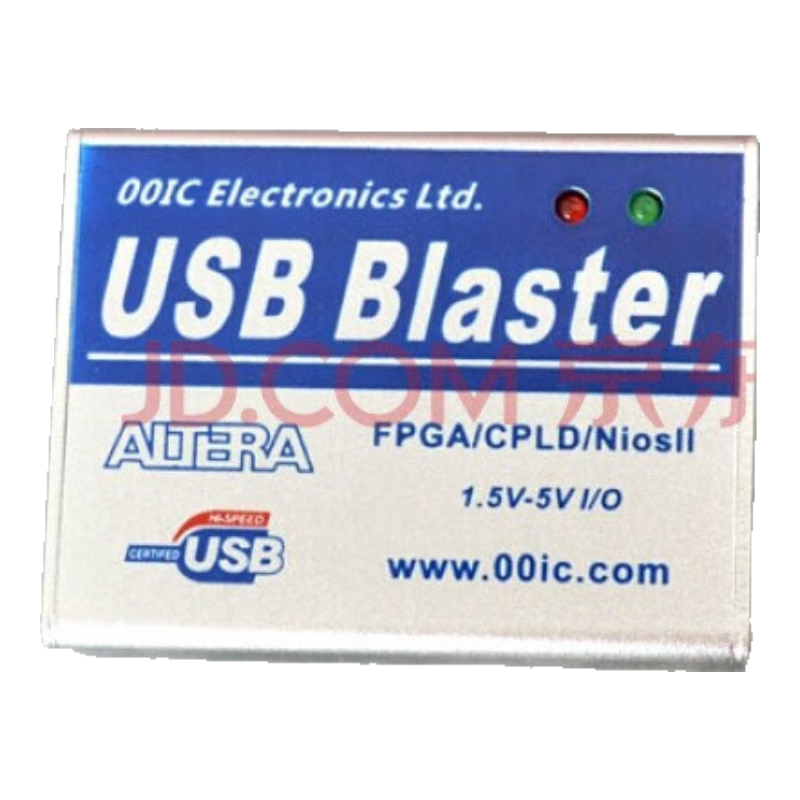 00IC Electronics Ltd.
USB Blaster
JD.COM 京东
ALTERA
FPGA/CPLD/NiosII
1.5V-5V I/O
HI-SPEED
CERTIFIED
USB
www.00ic.com